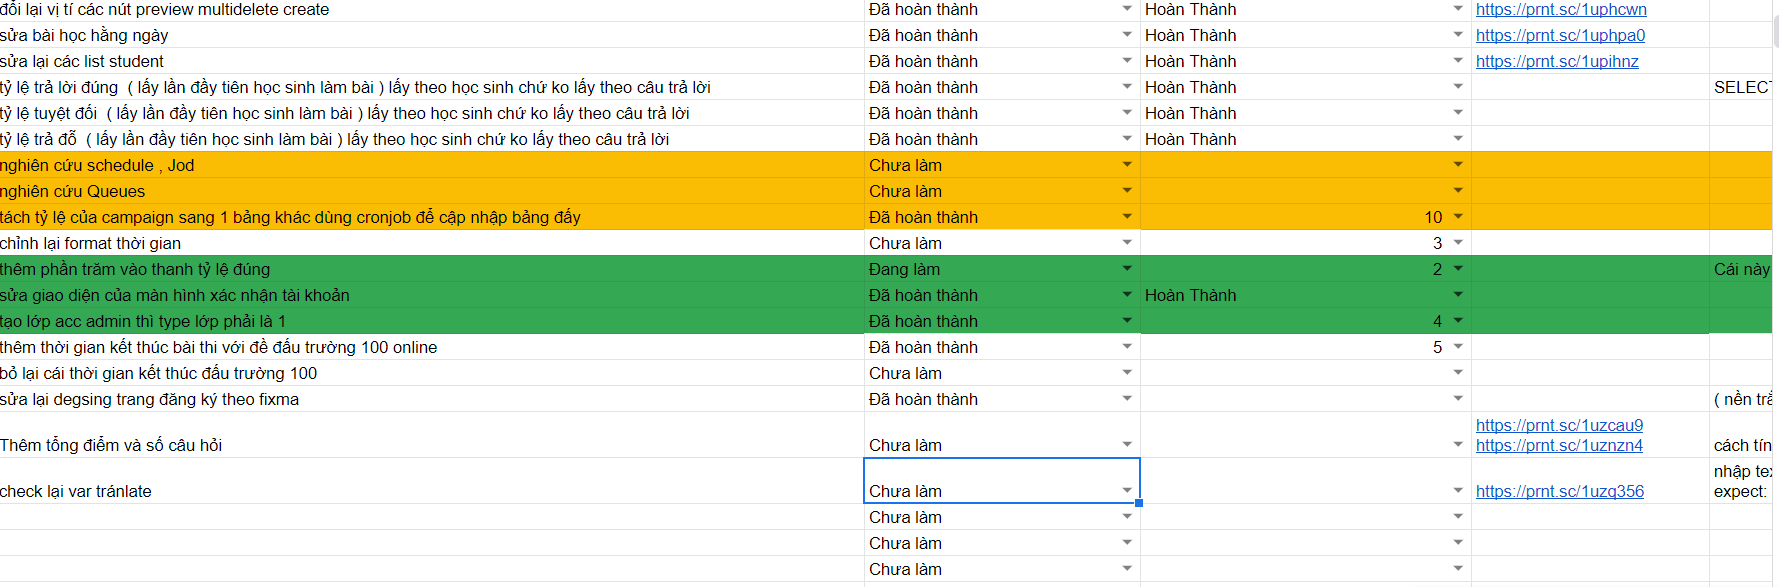 đổi lại vị tí các nút preview multidelete create Đã hoàn thành Hoàn Thành https://prnt.sc/1uphcwn
sửa bài học hằng ngày Đã hoàn thành Hoàn Thành https://prnt.sc/1uphpa0
sửa lại các list student Đã hoàn thành Hoàn Thành https://prnt.sc/1upihnz
tỷ lệ trả lời đúng ( lấy lần đầy tiên học sinh làm bài ) lấy theo học sinh chứ ko lấy theo câu trả lời Đã hoàn thành Hoàn Thành SELECT
tỷ lệ tuyệt đối ( lấy lần đầy tiên học sinh làm bài ) lấy theo học sinh chứ ko lấy theo câu trả lời Đã hoàn thành Hoàn Thành
tỷ lệ trả đỗ ( lấy lần đầy tiên học sinh làm bài ) lấy theo học sinh chứ ko lấy theo câu trả lời Đã hoàn thành Hoàn Thành
nghiên cứu schedule , Jod Chưa làm
nghiên cứu Queues Chưa làm
tách tỷ lệ của campaign sang 1 bảng khác dùng cronjob để cập nhập bảng đấy Đã hoàn thành 10
chỉnh lại format thời gian Chưa làm 3
thêm phần trăm vào thanh tỷ lệ đúng Đang làm 2 Cái này
sửa giao diện của màn hình xác nhận tài khoản Đã hoàn thành Hoàn Thành
tạo lớp acc admin thì type lớp phải là 1 Đã hoàn thành 4
thêm thời gian kết thúc bài thi với đề đấu trường 100 online Đã hoàn thành 5
bỏ lại cái thời gian kết thúc đấu trường 100 Chưa làm
sửa lại degsing trang đăng ký theo fixma Đã hoàn thành ( nền trắ
https://prnt.sc/1uzcau9
Thêm tổng điểm và số câu hỏi Chưa làm https://prnt.sc/1uznzn4 cách tín
nhập tex
check lại var tránlate Chưa làm https://prnt.sc/1uzq356 expect:
Chưa làm
Chưa làm
Chưa làm